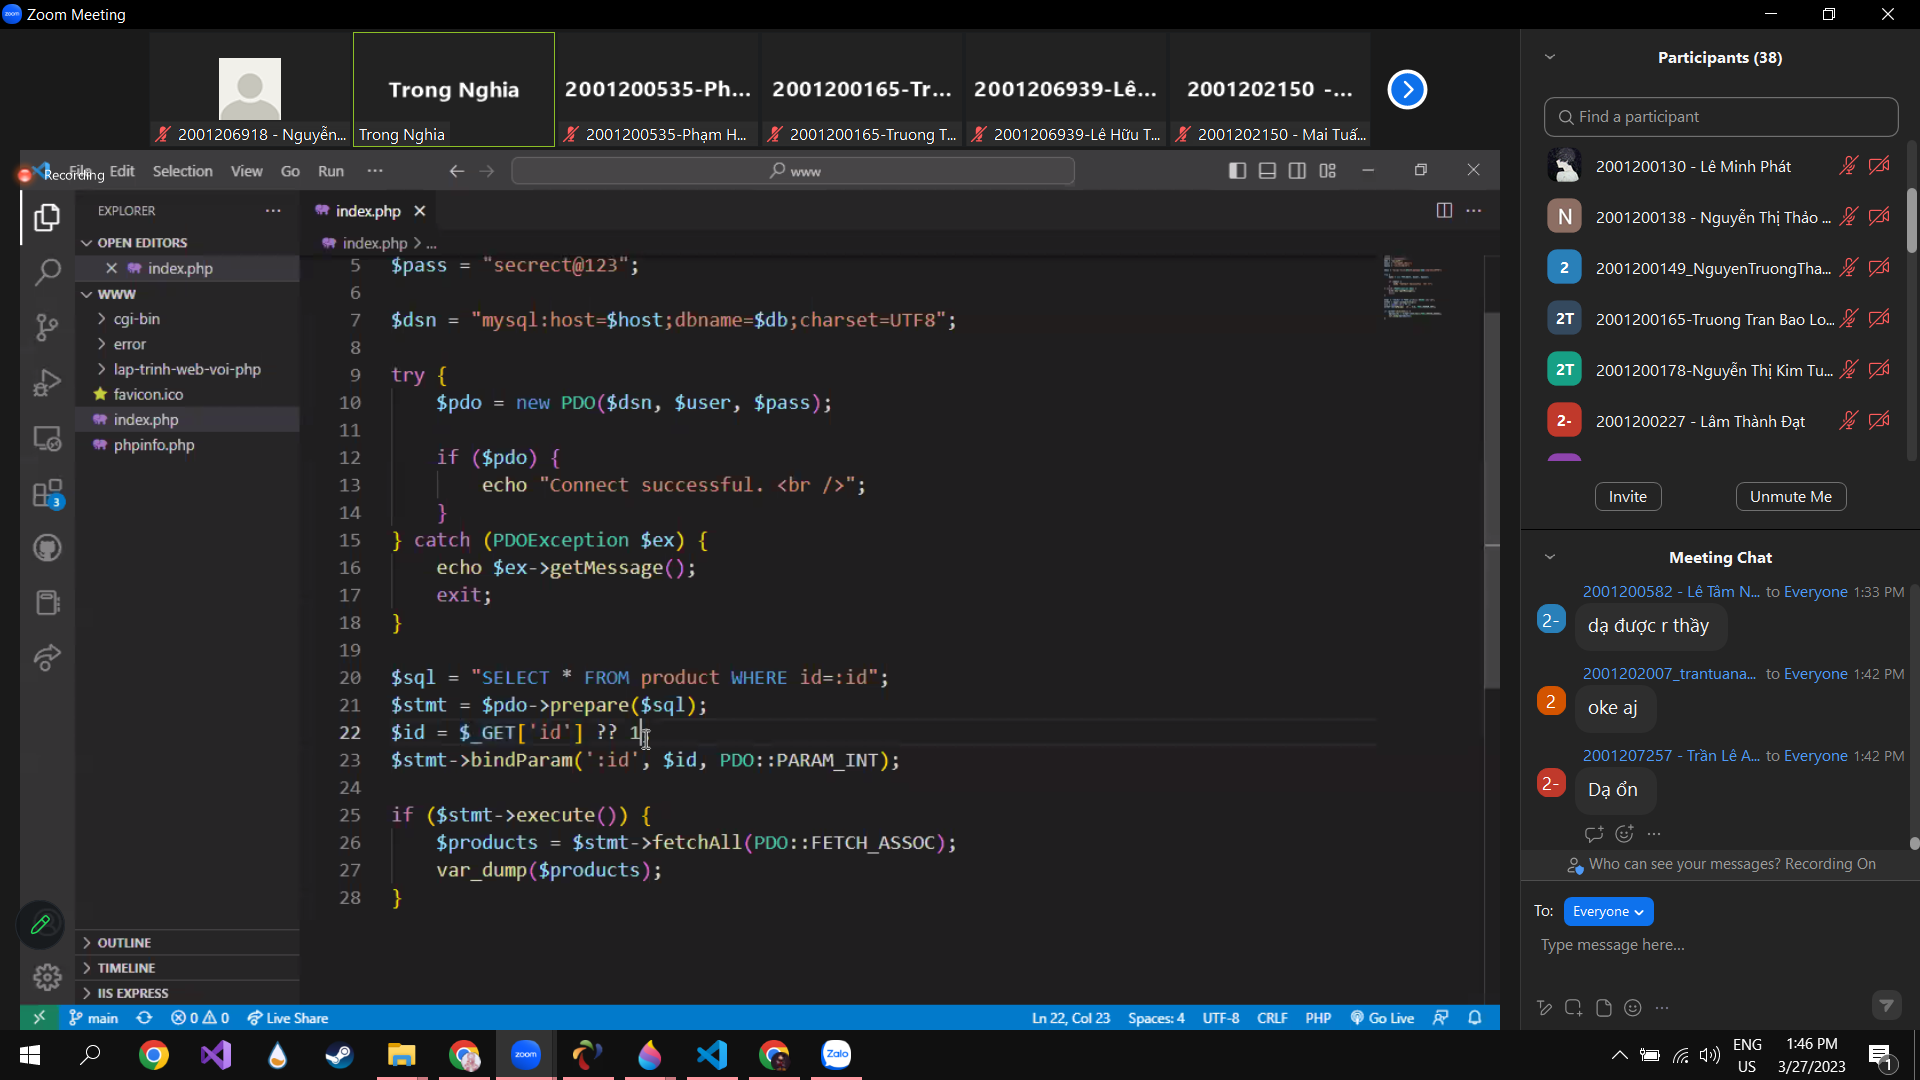 Zoom Meeting
2001206918 - Nguyễn...
Trong Nghia
Trong Nghia
2001200535-Ph...
2001200535-Phạm H...
2001200165-Tr...
2001200165-Truong T...
2001206939-Lê...
2001206939-Lê Hữu T...
2001202150 -...
2001202150 - Mai Tuấ...
Recording
File Edit Selection View Go Run ...
www
EXPLORER
OPEN EDITORS
index.php
WWW
cgi-bin
error
lap-trinh-web-voi-php
favicon.ico
index.php
phpinfo.php
OUTLINE
TIMELINE
IIS EXPRESS
3
index.php
index.php > ...
5 $pass = "secrect@123";
6
7 $dsn = "mysql:host=$host;dbname=$db;charset=UTF8";
8
9 try {
10 $pdo = new PDO($dsn, $user, $pass);
11
12 if ($pdo) {
13 echo "Connect successful. <br />";
14 }
15 } catch (PDOException $ex) {
16 echo $ex->getMessage();
17 exit;
18 }
19
20 $sql = "SELECT * FROM product WHERE id=:id";
21 $stmt = $pdo->prepare($sql);
22 $id = $_GET['id'] ?? 1
23 $stmt->bindParam(':id', $id, PDO::PARAM_INT);
24
25 if ($stmt->execute()) {
26 $products = $stmt->fetchAll(PDO::FETCH_ASSOC);
27 var_dump($products);
28 }
main 0 0 Live Share Ln 22, Col 23 Spaces: 4 UTF-8 CRLF PHP Go Live
Participants (38)
Find a participant
2001200130 - Lê Minh Phát
N 2001200138 - Nguyễn Thị Thảo ...
2 2001200149_NguyenTruongTha...
2T 2001200165-Truong Tran Bao Lo...
2T 2001200178-Nguyễn Thị Kim Tu...
2- 2001200227 - Lâm Thành Đạt
Invite Unmute Me
Meeting Chat
2001200582 - Lê Tâm N... to Everyone 1:33 PM
2- dạ được r thầy
2001202007_trantuana... to Everyone 1:42 PM
2 oke aj
2001207257 - Trần Lê A... to Everyone 1:42 PM
2- Dạ ổn
Who can see your messages? Recording On
To: Everyone
Type message here...
zoom
Zalo
ENG
US
1:46 PM
3/27/2023
1